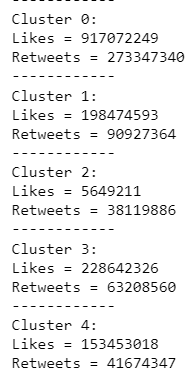 ------------
Cluster 0:
Likes = 917072249
Retweets = 273347340
------------
Cluster 1:
Likes = 198474593
Retweets = 90927364
------------
Cluster 2:
Likes = 5649211
Retweets = 38119886
------------
Cluster 3:
Likes = 228642326
Retweets = 63208560
------------
Cluster 4:
Likes = 153453018
Retweets = 41674347